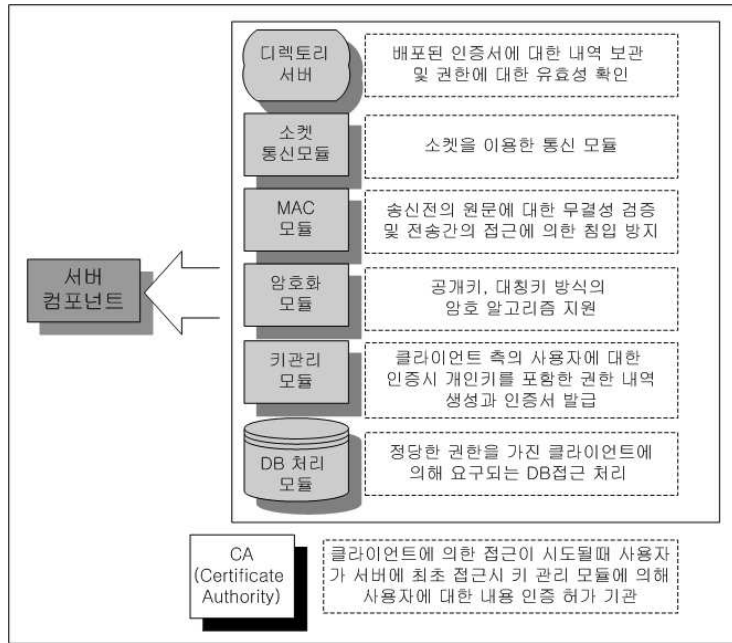 디렉토리
서버
배포된 인증서에 대한 내역 보관
및 권한에 대한 유효성 확인
소켓
통신모듈
소켓을 이용한 통신 모듈
MAC
모듈
송신전의 원문에 대한 무결성 검증
및 전송간의 접근에 의한 침입 방지
서버
컴포넌트
암호화
모듈
공개키, 대칭키 방식의
암호 알고리즘 지원
키관리
모듈
클라이언트 측의 사용자에 대한
인증시 개인키를 포함한 권한 내역
생성과 인증서 발급
DB 처리
모듈
정당한 권한을 가진 클라이언트에
의해 요구되는 DB접근 처리
CA
(Certificate
Authority)
클라이언트에 의한 접근이 시도될때 사용자
가 서버에 최초 접근시 키 관리 모듈에 의해
사용자에 대한 내용 인증 허가 기관